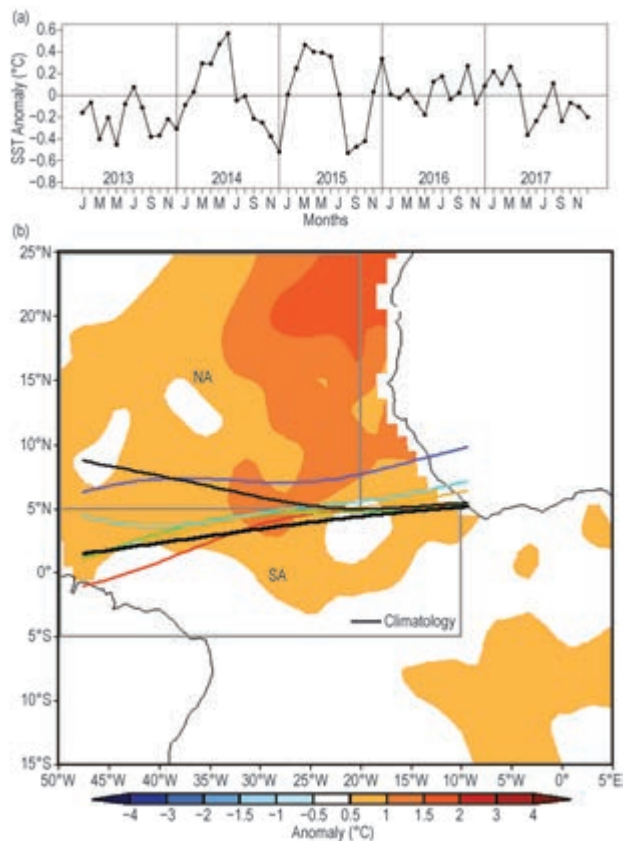 (a)
0.6
0.4
0.2
0
−0.2
−0.4
−0.6
−0.8
SST Anomaly (°C)
2013 2014 2015 2016 2017
J M M J S N J M M J S N J M M J S N J M M J S N J M M J S N
Months
(b)
25°N
20°N
15°N
10°N
5°N
0°
5°S
10°S
15°S
NA
SA
Climatology
50°W 40°W 35°W 30°W 25°W 20°W 15°W 10°W 5°W 0° 5°E
−4 −3 −2 −1.5 −1 −0.5 0.5 1 1.5 2 3 4
Anomaly (°C)